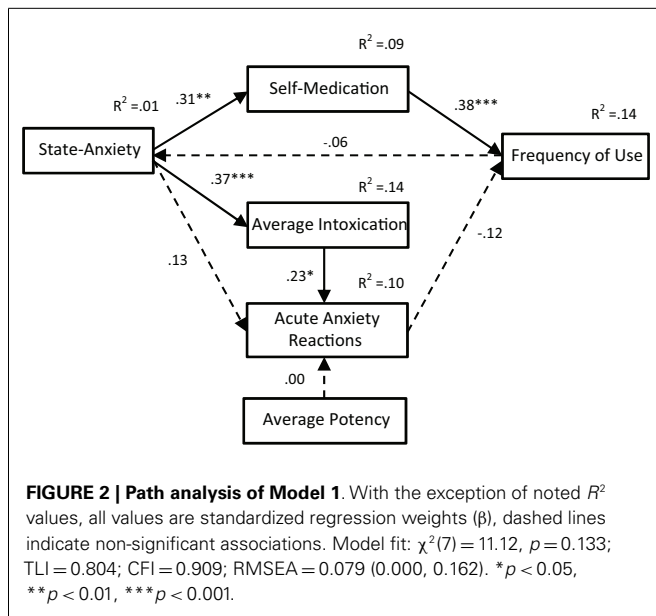 R² =.09
Self-Medication
.31**
R² =.01
.38***
R² =.14
State-Anxiety
-.06
Frequency of Use
.37***
R² =.14
Average Intoxication
.13
-.12
.23*
R² =.10
Acute Anxiety
Reactions
.00
Average Potency
FIGURE 2 | Path analysis of Model 1. With the exception of noted R²
values, all values are standardized regression weights (β), dashed lines
indicate non-significant associations. Model fit: χ²(7) = 11.12, p = 0.133;
TLI = 0.804; CFI = 0.909; RMSEA = 0.079 (0.000, 0.162). *p < 0.05,
**p < 0.01, ***p < 0.001.